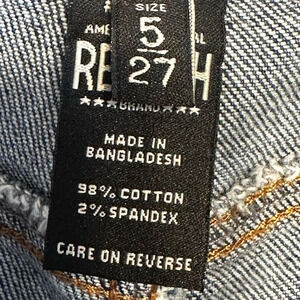 SIZE
5
27
BRAND
MADE IN
BANGLADESH
98% COTTON
2% SPANDEX
CARE ON REVERSE